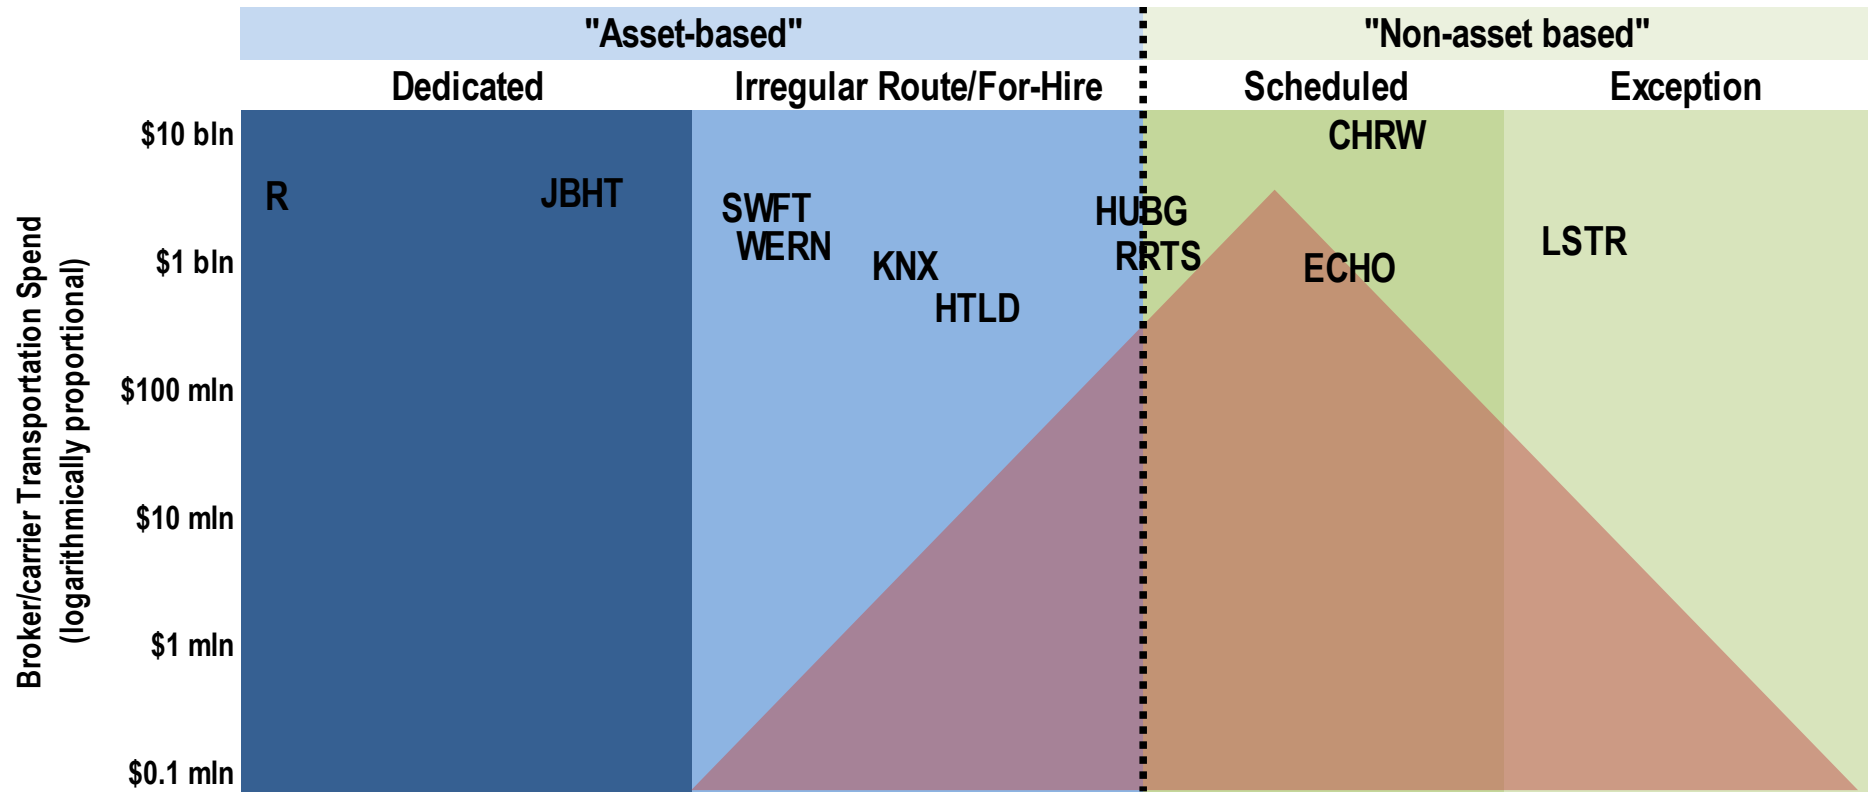 "Asset-based" "Non-asset based"
Dedicated Irregular Route/For-Hire Scheduled Exception
Broker/carrier Transportation Spend
(logarithmically proportional)
$10 bln
$1 bln
$100 mln
$10 mln
$1 mln
$0.1 mln
CHRW
R JBHT
SWFT HUBG
WERN LSTR
RRTS
KNX ECHO
HTLD